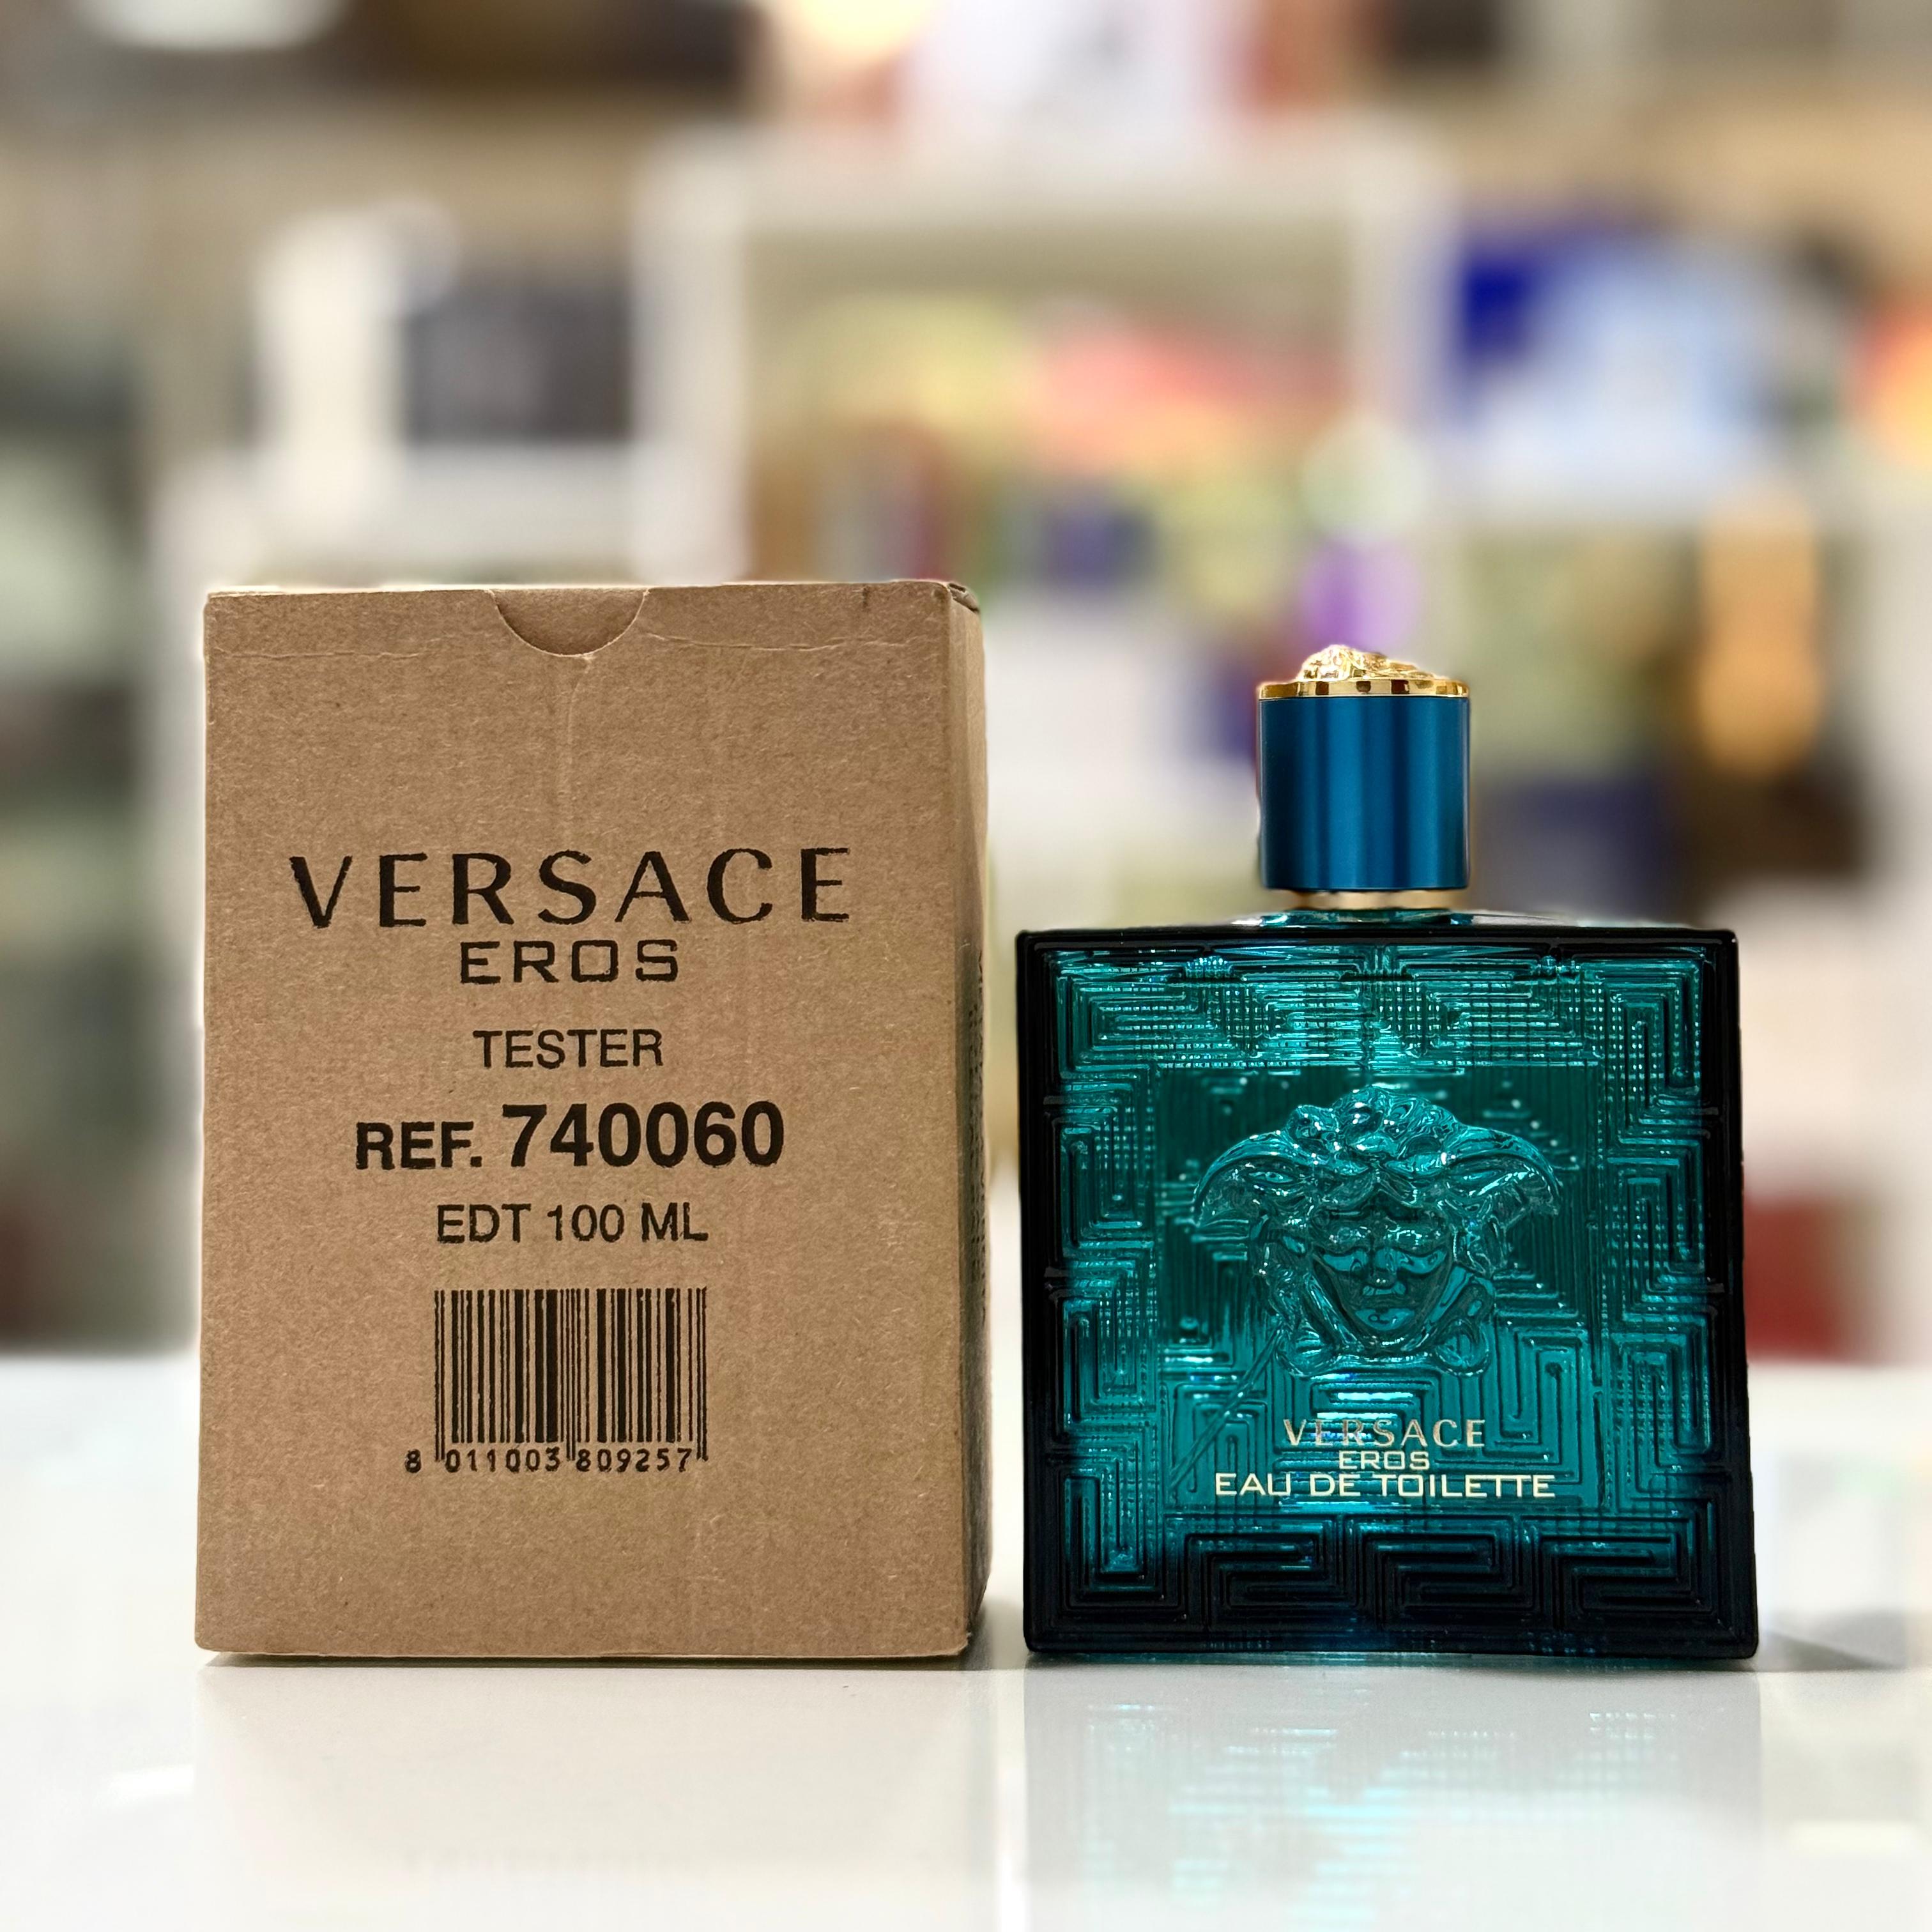 VERSACE
EROS
TESTER
REF. 740060
EDT 100 ML
8 011003 809257
VERSACE
EROS
EAU DE TOILETTE